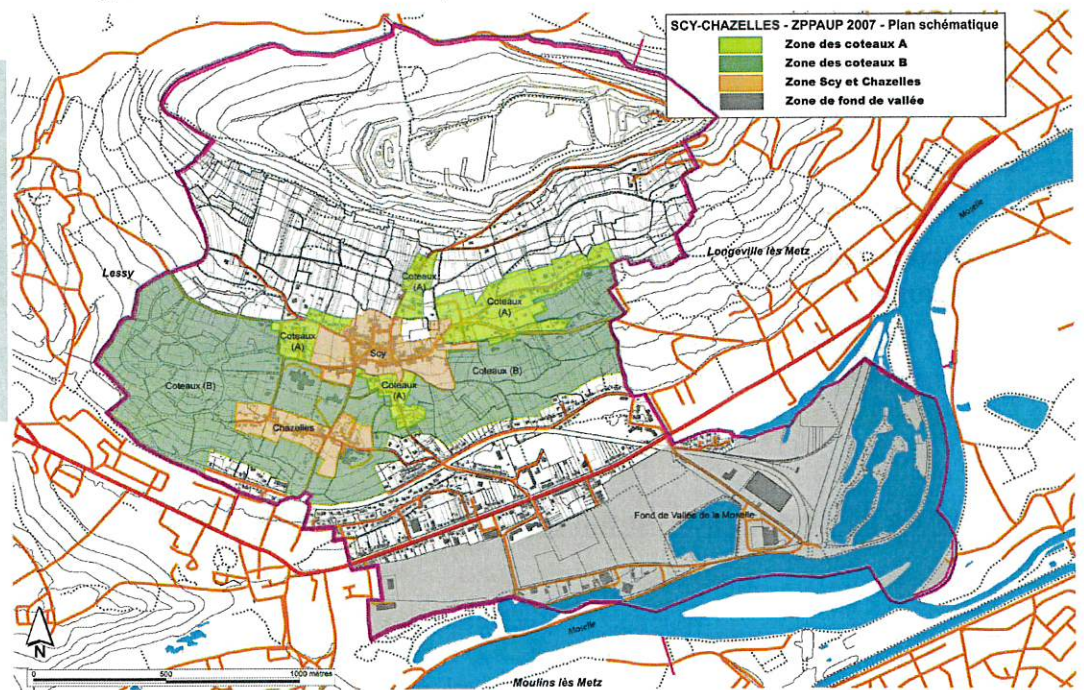 SCY-CHAZELLES - ZPPAUP 2007 - Plan schématique
Zone des coteaux A
Zone des coteaux B
Zone Scy et Chazelles
Zone de fond de vallée
Moselle
Lessy
Longeville lès Metz
Coteaux
(A)
Coteaux
(A)
Coteaux
(A)
Scy
Coteaux (B)
Coteaux (B)
Coteaux
(A)
Chazelles
Fond de Vallée de la Moselle
Moselle
N
0 500 1000 mètres
Moulins lès Metz